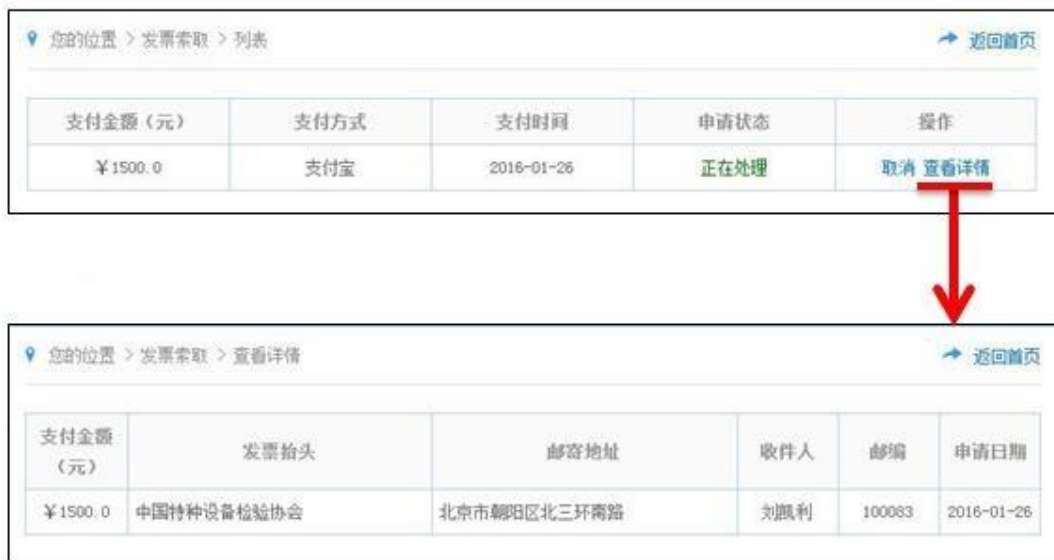 您的位置 > 发票索取 > 列表 返回首页
支付金额（元） 支付方式 支付时间 申请状态 操作
￥1500.0 支付宝 2016-01-26 正在处理 取消 查看详情
您的位置 > 发票索取 > 查看详情 返回首页
支付金额（元） 发票抬头 邮寄地址 收件人 邮编 申请日期
￥1500.0 中国特种设备检验协会 北京市朝阳区北三环南路 刘凯利 100083 2016-01-26